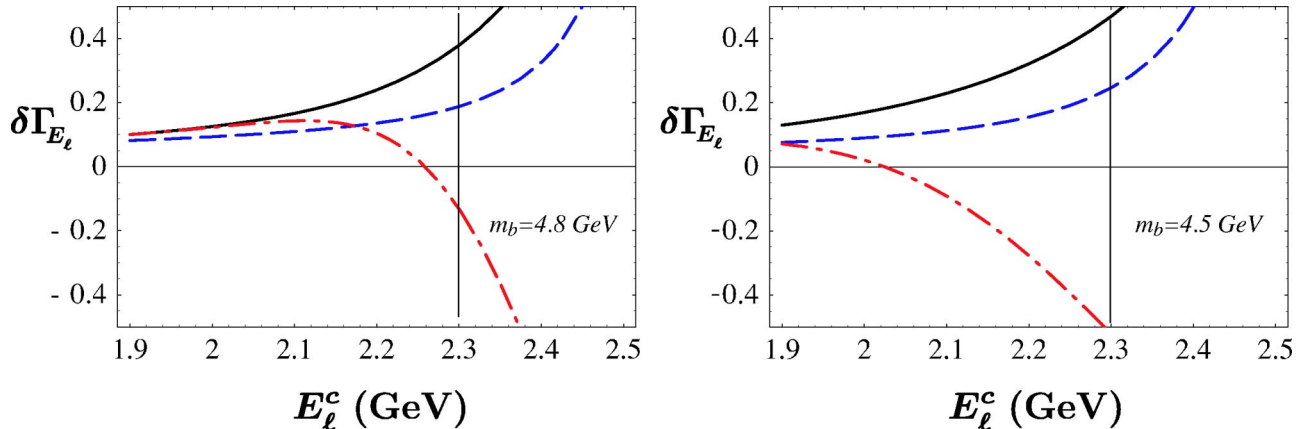 0.4
0.2
δΓ_{E_ℓ}
0
- 0.2
- 0.4
m_b=4.8 GeV
1.9 2 2.1 2.2 2.3 2.4 2.5
E_ℓ^c (GeV)
0.4
0.2
δΓ_{E_ℓ}
0
-0.2
-0.4
m_b=4.5 GeV
1.9 2 2.1 2.2 2.3 2.4 2.5
E_ℓ^c (GeV)